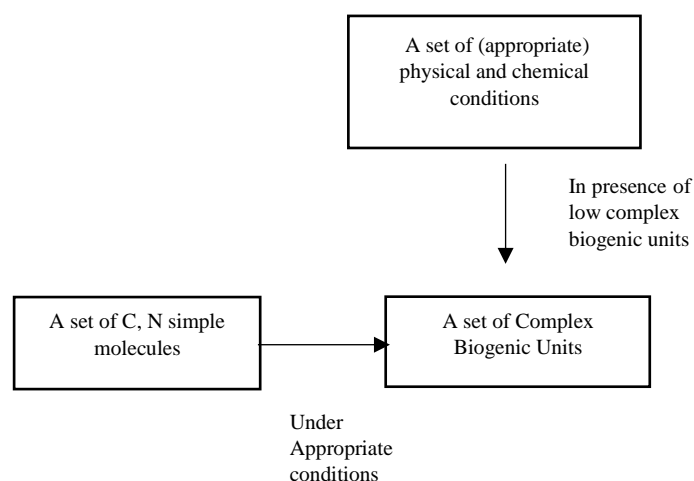 A set of (appropriate)
physical and chemical
conditions
In presence of
low complex
biogenic units
A set of C, N simple
molecules
A set of Complex
Biogenic Units
Under
Appropriate
conditions